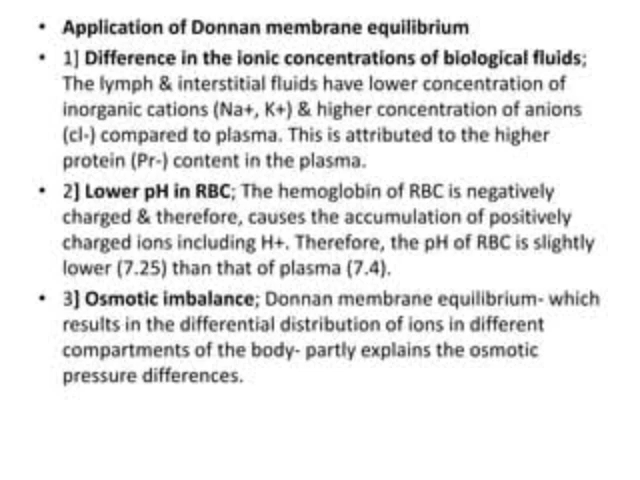 • Application of Donnan membrane equilibrium
• 1] Difference in the ionic concentrations of biological fluids;
The lymph & interstitial fluids have lower concentration of
inorganic cations (Na+, K+) & higher concentration of anions
(cl-) compared to plasma. This is attributed to the higher
protein (Pr-) content in the plasma.
• 2] Lower pH in RBC; The hemoglobin of RBC is negatively
charged & therefore, causes the accumulation of positively
charged ions including H+. Therefore, the pH of RBC is slightly
lower (7.25) than that of plasma (7.4).
• 3] Osmotic imbalance; Donnan membrane equilibrium- which
results in the differential distribution of ions in different
compartments of the body- partly explains the osmotic
pressure differences.